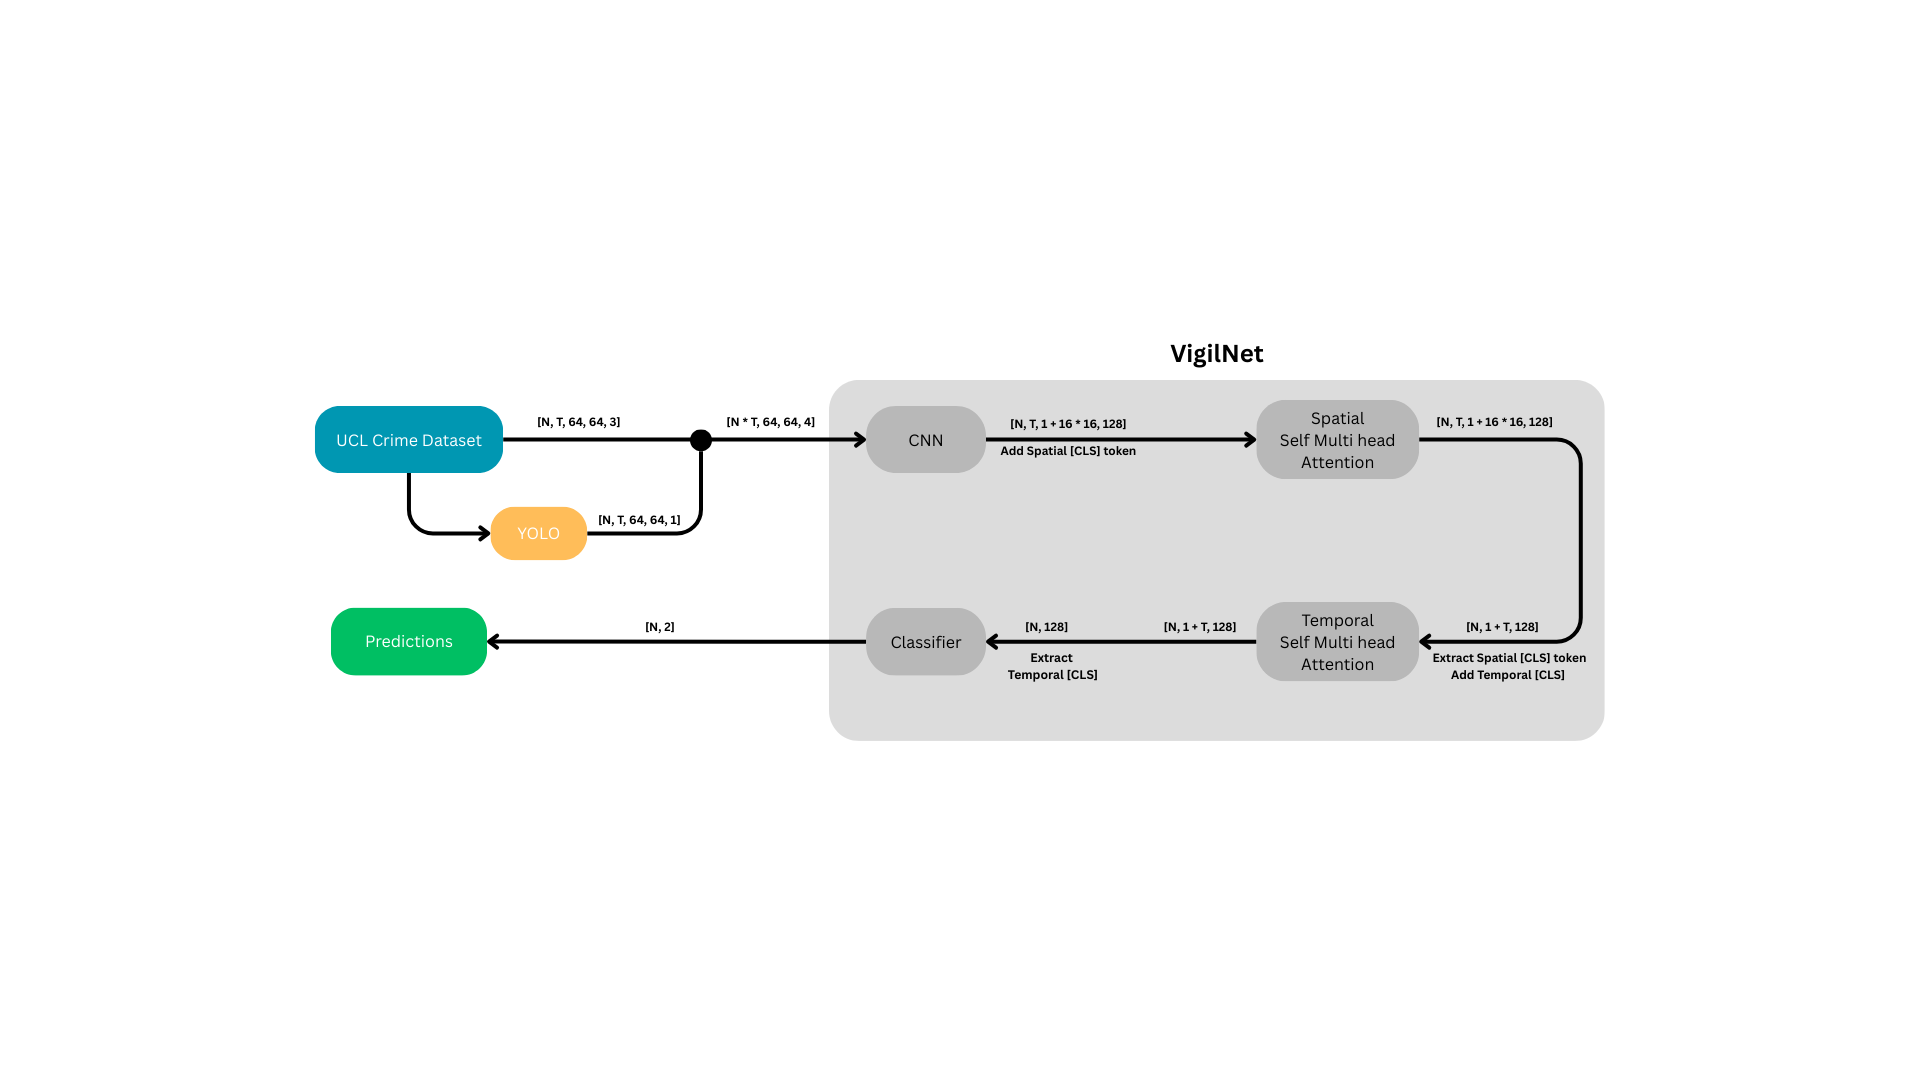 VigilNet
UCL Crime Dataset
[N, T, 64, 64, 3]
[N * T, 64, 64, 4]
CNN
[N, T, 1 + 16 * 16, 128]
Add Spatial [CLS] token
Spatial
Self Multi head
Attention
[N, T, 1 + 16 * 16, 128]
YOLO
[N, T, 64, 64, 1]
Predictions
[N, 2]
Classifier
[N, 128]
Extract
Temporal [CLS]
[N, 1 + T, 128]
Temporal
Self Multi head
Attention
[N, 1 + T, 128]
Extract Spatial [CLS] token
Add Temporal [CLS]